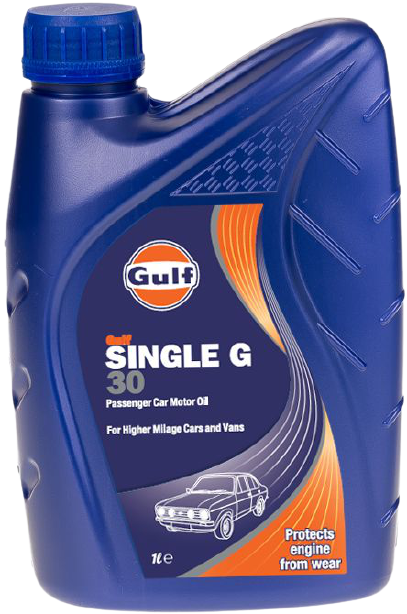 Gulf
Gulf
SINGLE G
30
Passenger Car Motor Oil
For Higher Milage Cars and Vans
1L℮
Protects
engine
from wear